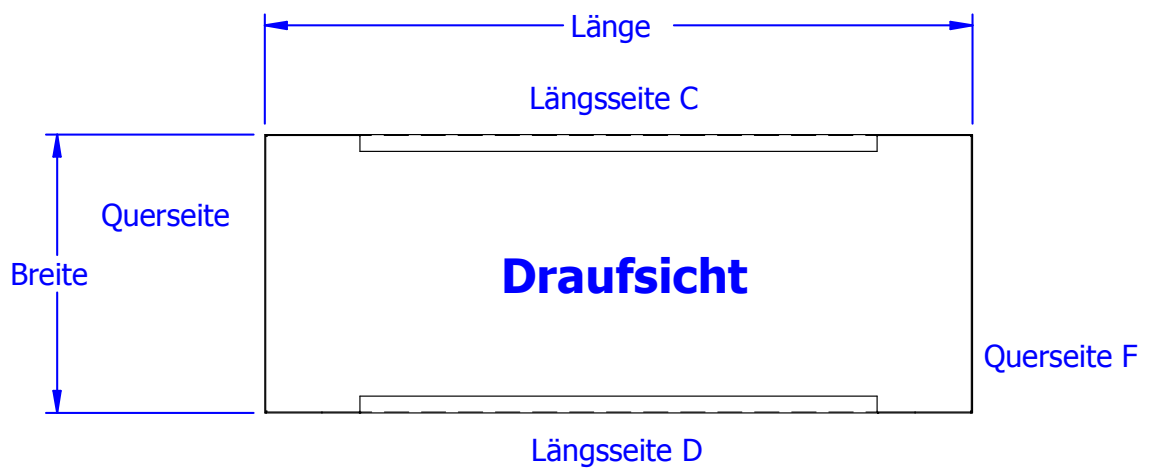 Länge
Längsseite C
Querseite
Breite
Draufsicht
Querseite F
Längsseite D